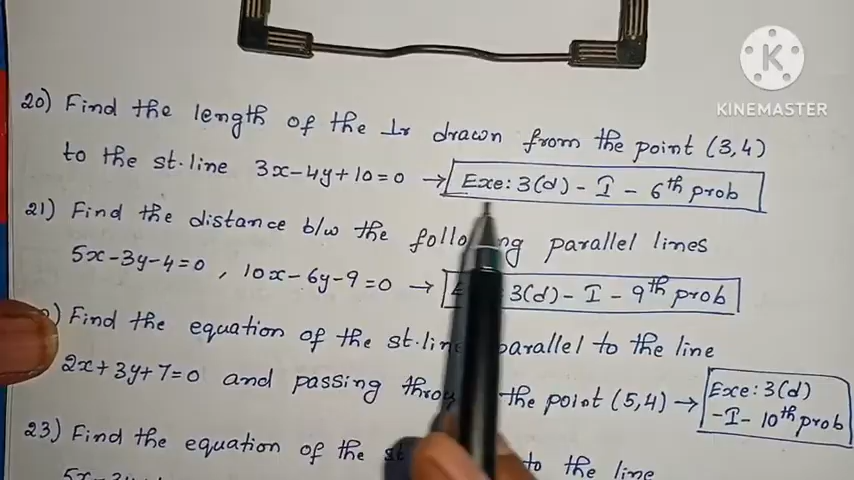 K
KINEMASTER
20) Find the length of the ⊥r drawn from the point (3,4)
to the st.line 3x-4y+10=0 → Exe: 3(d) - I - 6th prob
21) Find the distance b/w the following parallel lines
5x-3y-4=0 , 10x-6y-9=0 → 3(d) - I - 9th prob
) Find the equation of the st.line parallel to the line
2x+3y+7=0 and passing the point (5,4) → Exe: 3(d)
-I- 10th prob
23) Find the equation of the to the line